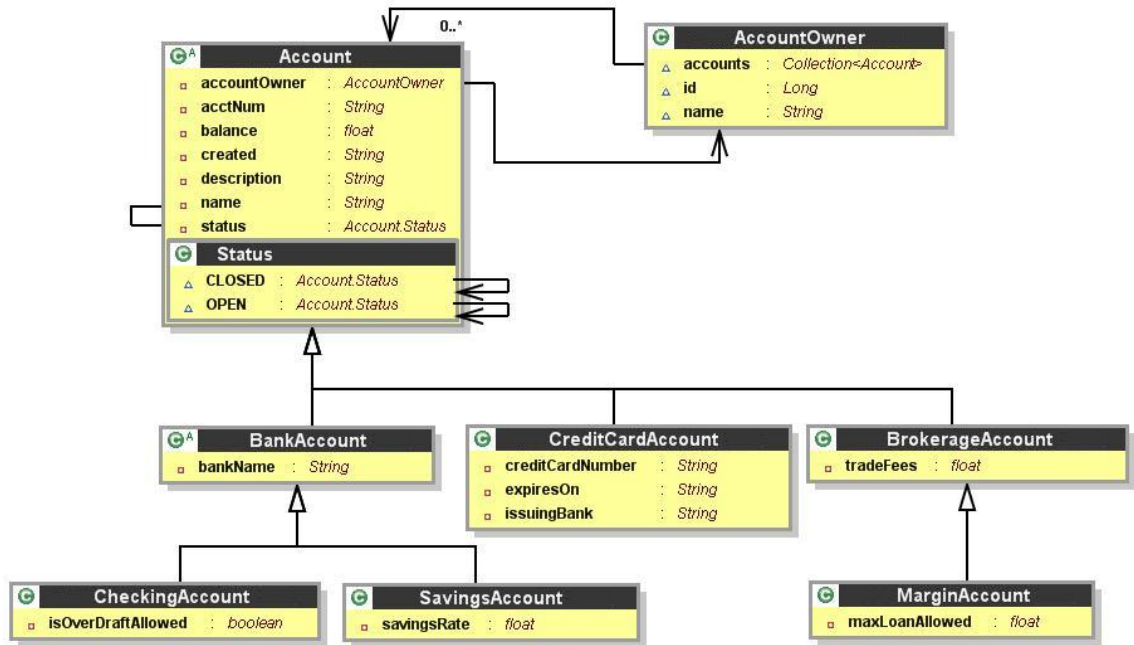 0..*
C A Account
accountOwner : AccountOwner
acctNum : String
balance : float
created : String
description : String
name : String
status : Account.Status
C Status
CLOSED : Account.Status
OPEN : Account.Status
C AccountOwner
accounts : Collection<Account>
id : Long
name : String
C A BankAccount
bankName : String
C CreditCardAccount
creditCardNumber : String
expiresOn : String
issuingBank : String
C BrokerageAccount
tradeFees : float
C CheckingAccount
isOverDraftAllowed : boolean
C SavingsAccount
savingsRate : float
C MarginAccount
maxLoanAllowed : float